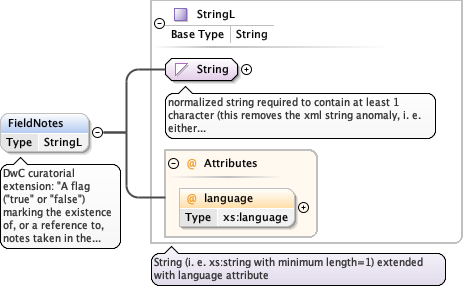 StringL
Base Type String
String
normalized string required to contain at least 1
character (this removes the xml string anomaly, i. e.
either...
FieldNotes
Type StringL
DwC curatorial
extension: "A flag
("true" or "false")
marking the existence
of, or a reference to,
notes taken in the...
@ Attributes
@ language
Type xs:language
String (i. e. xs:string with minimum length=1) extended
with language attribute